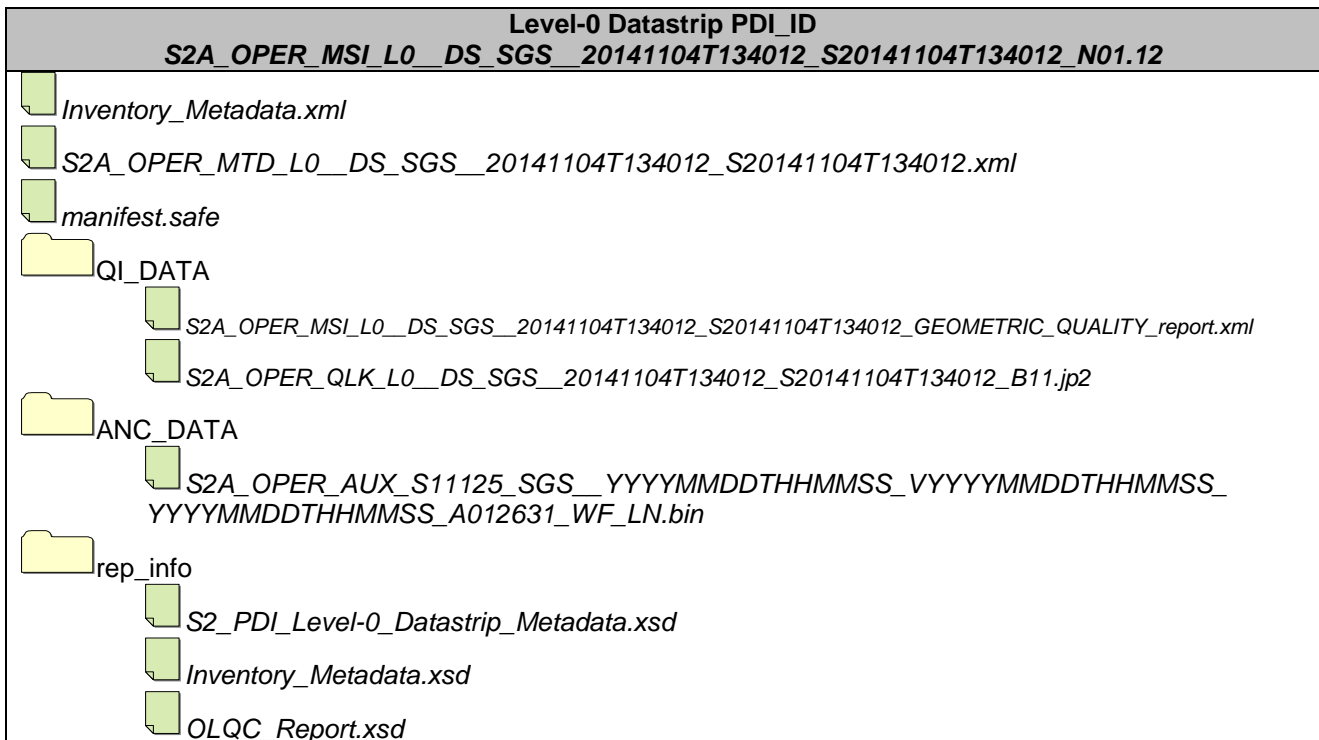 Level-0 Datastrip PDI_ID
S2A_OPER_MSI_L0__DS_SGS__20141104T134012_S20141104T134012_N01.12
Inventory_Metadata.xml
S2A_OPER_MTD_L0__DS_SGS__20141104T134012_S20141104T134012.xml
manifest.safe
QI_DATA
S2A_OPER_MSI_L0__DS_SGS__20141104T134012_S20141104T134012_GEOMETRIC_QUALITY_report.xml
S2A_OPER_QLK_L0__DS_SGS__20141104T134012_S20141104T134012_B11.jp2
ANC_DATA
S2A_OPER_AUX_S11125_SGS__YYYYMMDDTHHMMSS_VYYYYMMDDTHHMMSS_
YYYYMMDDTHHMMSS_A012631_WF_LN.bin
rep_info
S2_PDI_Level-0_Datastrip_Metadata.xsd
Inventory_Metadata.xsd
OLQC_Report.xsd